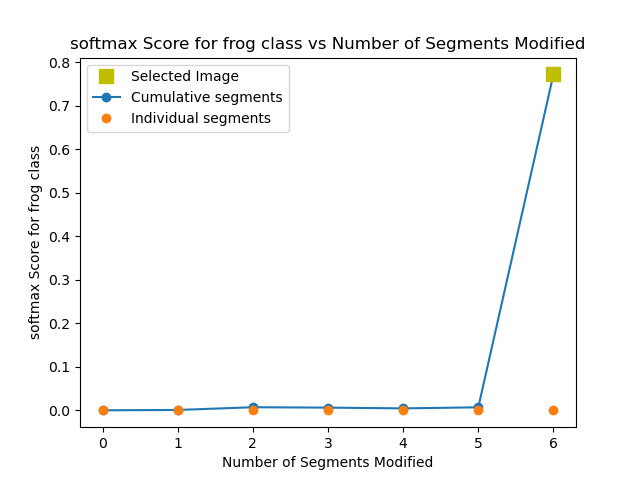 softmax Score for frog class vs Number of Segments Modified
Selected Image
Cumulative segments
Individual segments
softmax Score for frog class
0.8
0.7
0.6
0.5
0.4
0.3
0.2
0.1
0.0
0 1 2 3 4 5 6
Number of Segments Modified